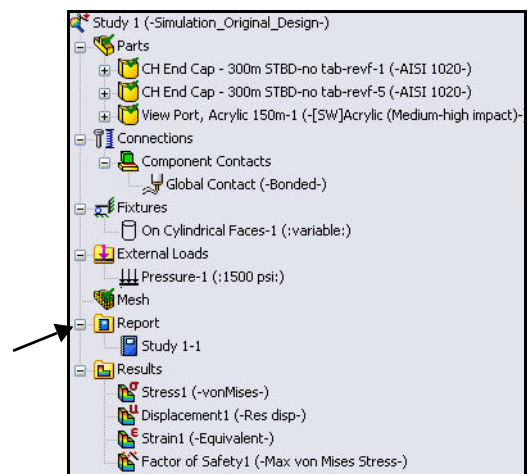 Study 1 (-Simulation_Original_Design-)
Parts
CH End Cap - 300m STBD-no tab-revf-1 (-AISI 1020-)
CH End Cap - 300m STBD-no tab-revf-5 (-AISI 1020-)
View Port, Acrylic 150m-1 (-[SW]Acrylic (Medium-high impact)-
Connections
Component Contacts
Global Contact (-Bonded-)
Fixtures
On Cylindrical Faces-1 (:variable:)
External Loads
Pressure-1 (:1500 psi:)
Mesh
Report
Study 1-1
Results
Stress1 (-vonMises-)
Displacement1 (-Res disp-)
Strain1 (-Equivalent-)
Factor of Safety1 (-Max von Mises Stress-)